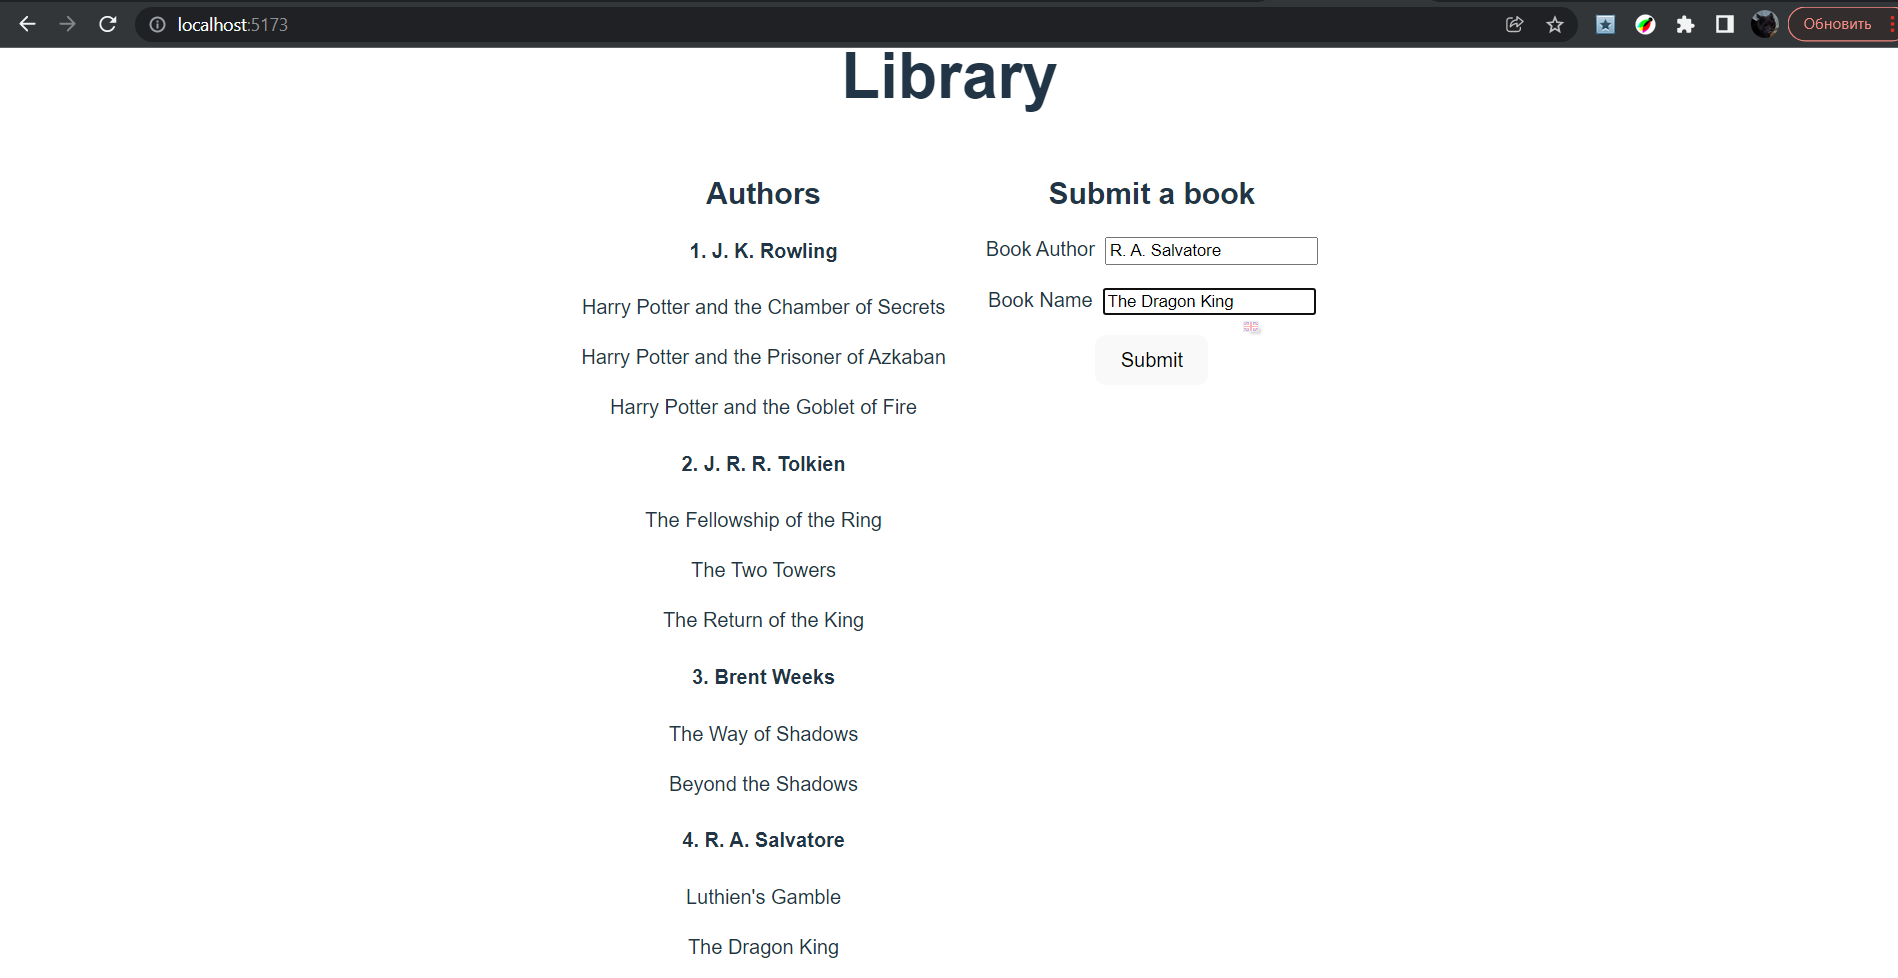 localhost:5173
Обновить
Library
Authors
1. J. K. Rowling
Harry Potter and the Chamber of Secrets
Harry Potter and the Prisoner of Azkaban
Harry Potter and the Goblet of Fire
2. J. R. R. Tolkien
The Fellowship of the Ring
The Two Towers
The Return of the King
3. Brent Weeks
The Way of Shadows
Beyond the Shadows
4. R. A. Salvatore
Luthien's Gamble
The Dragon King
Submit a book
Book Author R. A. Salvatore
Book Name The Dragon King
Submit